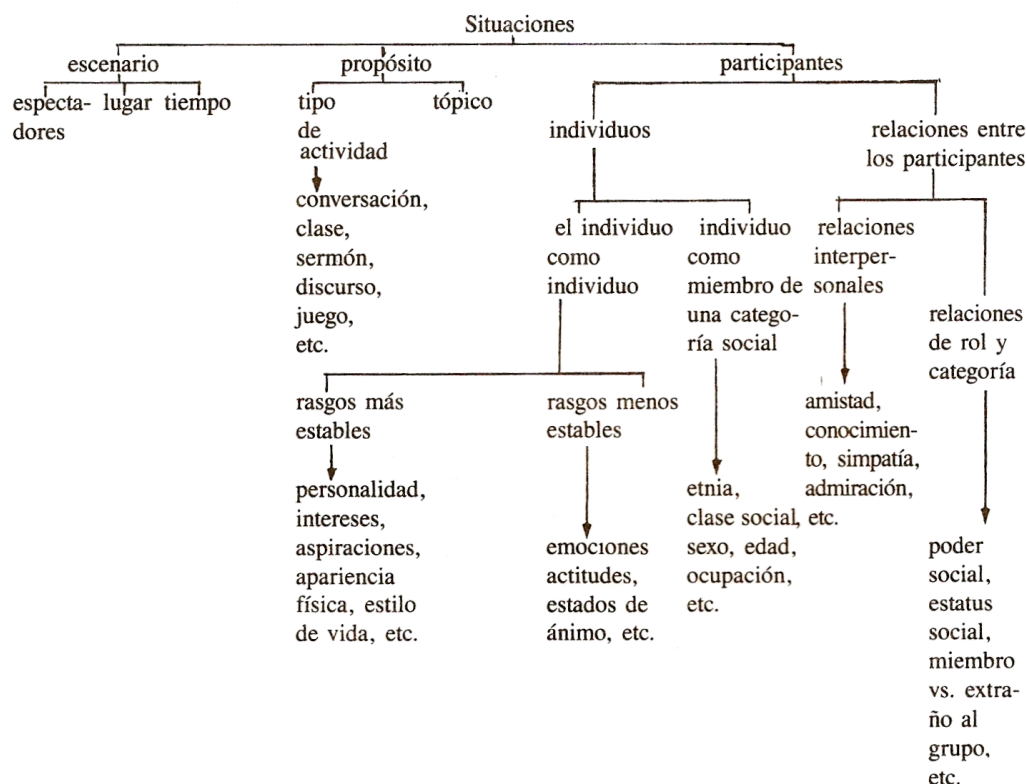 Situaciones
escenario
propósito
participantes
especta-
dores
lugar
tiempo
tipo
de
actividad
tópico
conversación,
clase,
sermón,
discurso,
juego,
etc.
individuos
relaciones entre
los participantes
el individuo
como
individuo
individuo
como
miembro de
una catego-
ría social
relaciones
interper-
sonales
relaciones
de rol y
categoría
rasgos más
estables
rasgos menos
estables
personalidad,
intereses,
aspiraciones,
apariencia
física, estilo
de vida, etc.
emociones
actitudes,
estados de
ánimo, etc.
etnia,
clase social,
sexo, edad,
ocupación,
etc.
amistad,
conocimien-
to, simpatía,
admiración,
etc.
poder
social,
estatus
social,
miembro
vs. extra-
ño al
grupo,
etc.